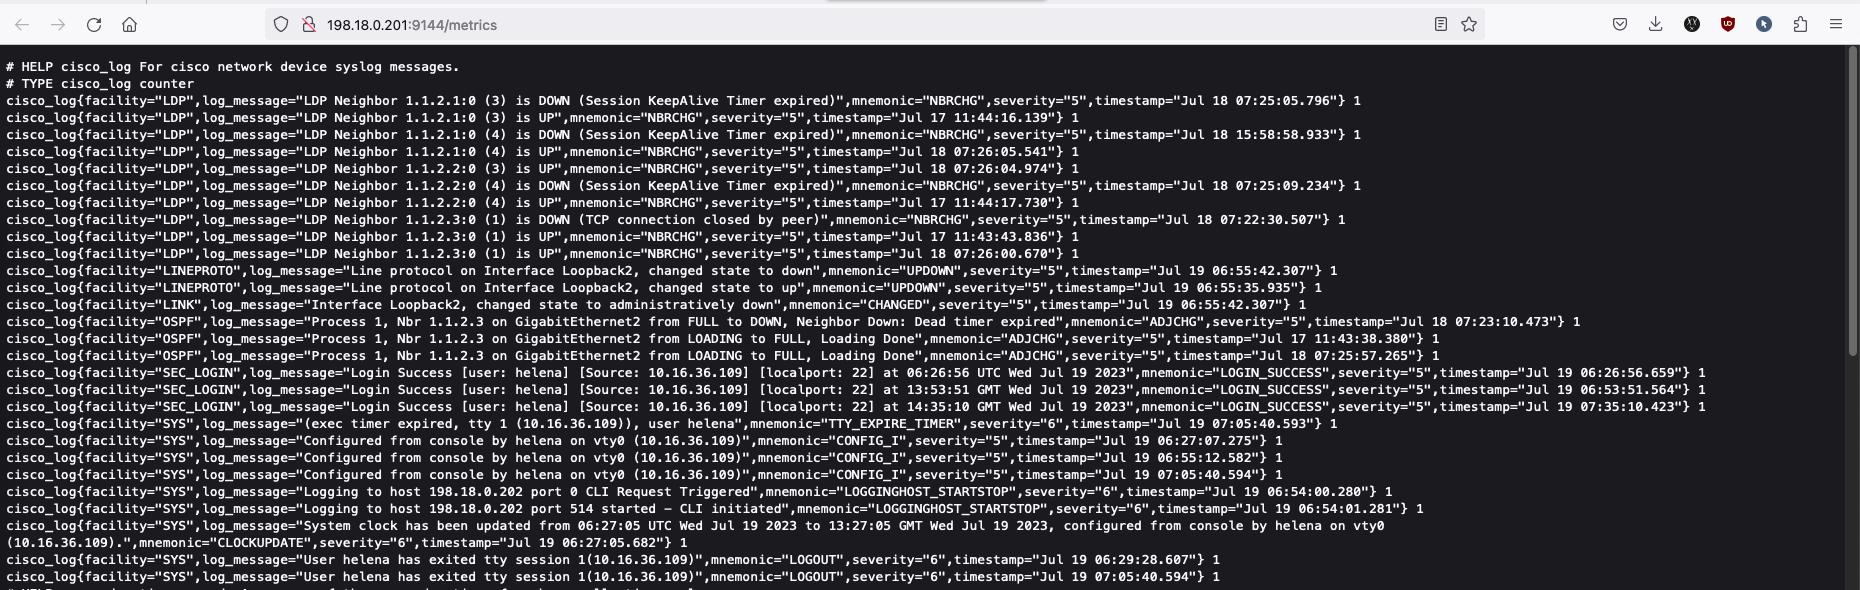 198.18.0.201:9144/metrics
# HELP cisco_log For cisco network device syslog messages.
# TYPE cisco_log counter
cisco_log{facility="LDP",log_message="LDP Neighbor 1.1.2.1:0 (3) is DOWN (Session KeepAlive Timer expired)",mnemonic="NBRCHG",severity="5",timestamp="Jul 18 07:25:05.796"} 1
cisco_log{facility="LDP",log_message="LDP Neighbor 1.1.2.1:0 (3) is UP",mnemonic="NBRCHG",severity="5",timestamp="Jul 17 11:44:16.139"} 1
cisco_log{facility="LDP",log_message="LDP Neighbor 1.1.2.1:0 (4) is DOWN (Session KeepAlive Timer expired)",mnemonic="NBRCHG",severity="5",timestamp="Jul 18 15:58:58.933"} 1
cisco_log{facility="LDP",log_message="LDP Neighbor 1.1.2.1:0 (4) is UP",mnemonic="NBRCHG",severity="5",timestamp="Jul 18 07:26:05.541"} 1
cisco_log{facility="LDP",log_message="LDP Neighbor 1.1.2.2:0 (3) is UP",mnemonic="NBRCHG",severity="5",timestamp="Jul 18 07:26:04.974"} 1
cisco_log{facility="LDP",log_message="LDP Neighbor 1.1.2.2:0 (4) is DOWN (Session KeepAlive Timer expired)",mnemonic="NBRCHG",severity="5",timestamp="Jul 18 07:25:09.234"} 1
cisco_log{facility="LDP",log_message="LDP Neighbor 1.1.2.2:0 (4) is UP",mnemonic="NBRCHG",severity="5",timestamp="Jul 17 11:44:17.730"} 1
cisco_log{facility="LDP",log_message="LDP Neighbor 1.1.2.3:0 (1) is DOWN (TCP connection closed by peer)",mnemonic="NBRCHG",severity="5",timestamp="Jul 18 07:22:30.507"} 1
cisco_log{facility="LDP",log_message="LDP Neighbor 1.1.2.3:0 (1) is UP",mnemonic="NBRCHG",severity="5",timestamp="Jul 17 11:43:43.836"} 1
cisco_log{facility="LDP",log_message="LDP Neighbor 1.1.2.3:0 (1) is UP",mnemonic="NBRCHG",severity="5",timestamp="Jul 18 07:26:00.670"} 1
cisco_log{facility="LINEPROTO",log_message="Line protocol on Interface Loopback2, changed state to down",mnemonic="UPDOWN",severity="5",timestamp="Jul 19 06:55:42.307"} 1
cisco_log{facility="LINEPROTO",log_message="Line protocol on Interface Loopback2, changed state to up",mnemonic="UPDOWN",severity="5",timestamp="Jul 19 06:55:35.935"} 1
cisco_log{facility="LINK",log_message="Interface Loopback2, changed state to administratively down",mnemonic="CHANGED",severity="5",timestamp="Jul 19 06:55:42.307"} 1
cisco_log{facility="OSPF",log_message="Process 1, Nbr 1.1.2.3 on GigabitEthernet2 from FULL to DOWN, Neighbor Down: Dead timer expired",mnemonic="ADJCHG",severity="5",timestamp="Jul 18 07:23:10.473"} 1
cisco_log{facility="OSPF",log_message="Process 1, Nbr 1.1.2.3 on GigabitEthernet2 from LOADING to FULL, Loading Done",mnemonic="ADJCHG",severity="5",timestamp="Jul 17 11:43:38.380"} 1
cisco_log{facility="OSPF",log_message="Process 1, Nbr 1.1.2.3 on GigabitEthernet2 from LOADING to FULL, Loading Done",mnemonic="ADJCHG",severity="5",timestamp="Jul 18 07:25:57.265"} 1
cisco_log{facility="SEC_LOGIN",log_message="Login Success [user: helena] [Source: 10.16.36.109] [localport: 22] at 06:26:56 UTC Wed Jul 19 2023",mnemonic="LOGIN_SUCCESS",severity="5",timestamp="Jul 19 06:26:56.659"} 1
cisco_log{facility="SEC_LOGIN",log_message="Login Success [user: helena] [Source: 10.16.36.109] [localport: 22] at 13:53:51 GMT Wed Jul 19 2023",mnemonic="LOGIN_SUCCESS",severity="5",timestamp="Jul 19 06:53:51.564"} 1
cisco_log{facility="SEC_LOGIN",log_message="Login Success [user: helena] [Source: 10.16.36.109] [localport: 22] at 14:35:10 GMT Wed Jul 19 2023",mnemonic="LOGIN_SUCCESS",severity="5",timestamp="Jul 19 07:35:10.423"} 1
cisco_log{facility="SYS",log_message="(exec timer expired, tty 1 (10.16.36.109)), user helena",mnemonic="TTY_EXPIRE_TIMER",severity="6",timestamp="Jul 19 07:05:40.593"} 1
cisco_log{facility="SYS",log_message="Configured from console by helena on vty0 (10.16.36.109)",mnemonic="CONFIG_I",severity="5",timestamp="Jul 19 06:27:07.275"} 1
cisco_log{facility="SYS",log_message="Configured from console by helena on vty0 (10.16.36.109)",mnemonic="CONFIG_I",severity="5",timestamp="Jul 19 06:55:12.582"} 1
cisco_log{facility="SYS",log_message="Configured from console by helena on vty0 (10.16.36.109)",mnemonic="CONFIG_I",severity="5",timestamp="Jul 19 07:05:40.594"} 1
cisco_log{facility="SYS",log_message="Logging to host 198.18.0.202 port 0 CLI Request Triggered",mnemonic="LOGGINGHOST_STARTSTOP",severity="6",timestamp="Jul 19 06:54:00.280"} 1
cisco_log{facility="SYS",log_message="Logging to host 198.18.0.202 port 514 started – CLI initiated",mnemonic="LOGGINGHOST_STARTSTOP",severity="6",timestamp="Jul 19 06:54:01.281"} 1
cisco_log{facility="SYS",log_message="System clock has been updated from 06:27:05 UTC Wed Jul 19 2023 to 13:27:05 GMT Wed Jul 19 2023, configured from console by helena on vty0
(10.16.36.109).",mnemonic="CLOCKUPDATE",severity="6",timestamp="Jul 19 06:27:05.682"} 1
cisco_log{facility="SYS",log_message="User helena has exited tty session 1(10.16.36.109)",mnemonic="LOGOUT",severity="6",timestamp="Jul 19 06:29:28.607"} 1
cisco_log{facility="SYS",log_message="User helena has exited tty session 1(10.16.36.109)",mnemonic="LOGOUT",severity="6",timestamp="Jul 19 07:05:40.594"} 1